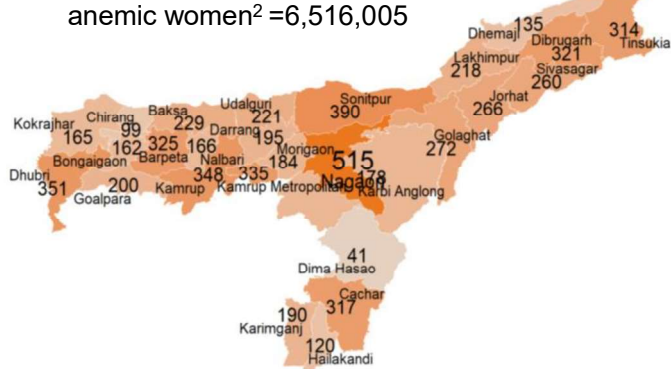 anemic women² =6,516,005
135
Dhemaji
314
Tinsukia
Dibrugarh
321
Lakhimpur
218
Sivasagar
260
Jorhat
266
Golaghat
272
Sonitpur
390
Udalguri
221
Baksa
229
Chirang
99
Kokrajhar
165
Darrang
195
Morigaon
184
162
Bongaigaon
325
Barpeta
166
Nalbari
515
Nagaon
178
Karbi Anglong
Dhubri
351
200
Goalpara
348
Kamrup
335
Kamrup Metropolitan
41
Dima Hasao
Cachar
317
190
Karimganj
120
Hailakandi